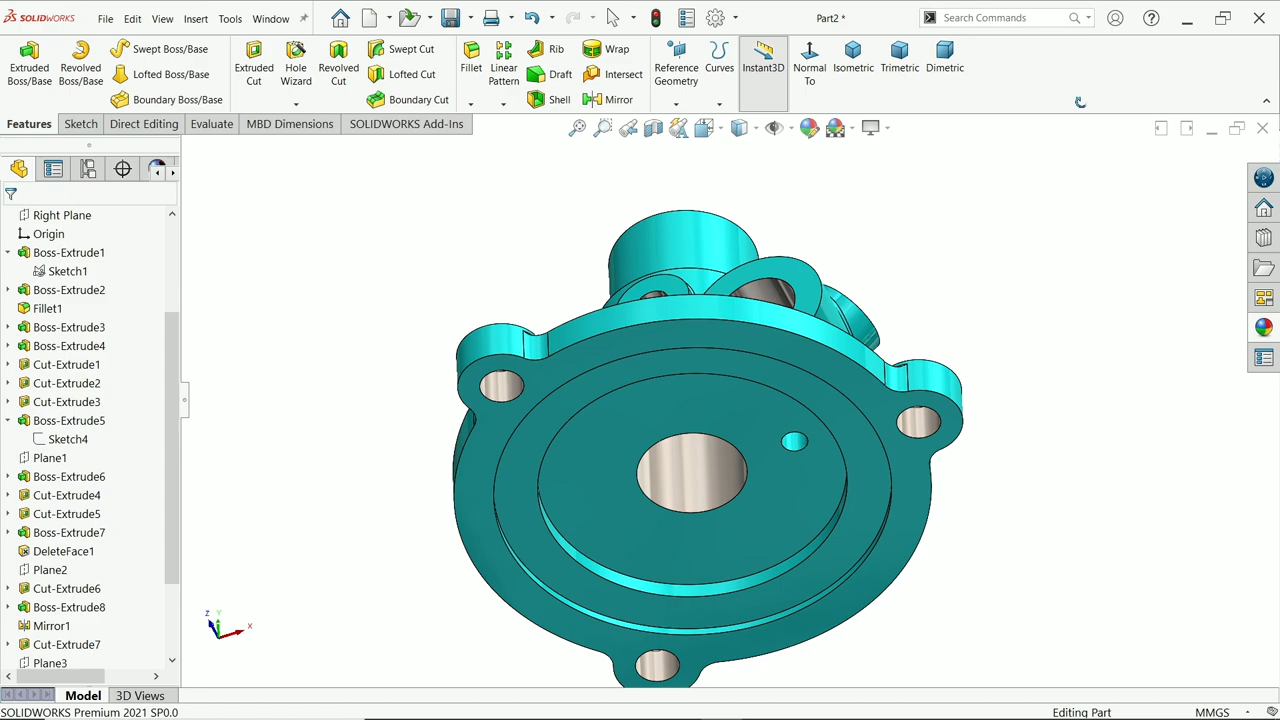 SOLIDWORKS File Edit View Insert Tools Window Part2 * Search Commands
Extruded Boss/Base
Revolved Boss/Base
Swept Boss/Base
Lofted Boss/Base
Boundary Boss/Base
Extruded Cut
Hole Wizard
Revolved Cut
Swept Cut
Lofted Cut
Boundary Cut
Fillet
Linear Pattern
Rib
Draft
Shell
Wrap
Intersect
Mirror
Reference Geometry
Curves
Instant3D
Normal To
Isometric
Trimetric
Dimetric
Features Sketch Direct Editing Evaluate MBD Dimensions SOLIDWORKS Add-Ins
Right Plane
Origin
Boss-Extrude1
Sketch1
Boss-Extrude2
Fillet1
Boss-Extrude3
Boss-Extrude4
Cut-Extrude1
Cut-Extrude2
Cut-Extrude3
Boss-Extrude5
Sketch4
Plane1
Boss-Extrude6
Cut-Extrude4
Cut-Extrude5
Boss-Extrude7
DeleteFace1
Plane2
Cut-Extrude6
Boss-Extrude8
Mirror1
Cut-Extrude7
Plane3
Z Y X
Model 3D Views
SOLIDWORKS Premium 2021 SP0.0 Editing Part MMGS